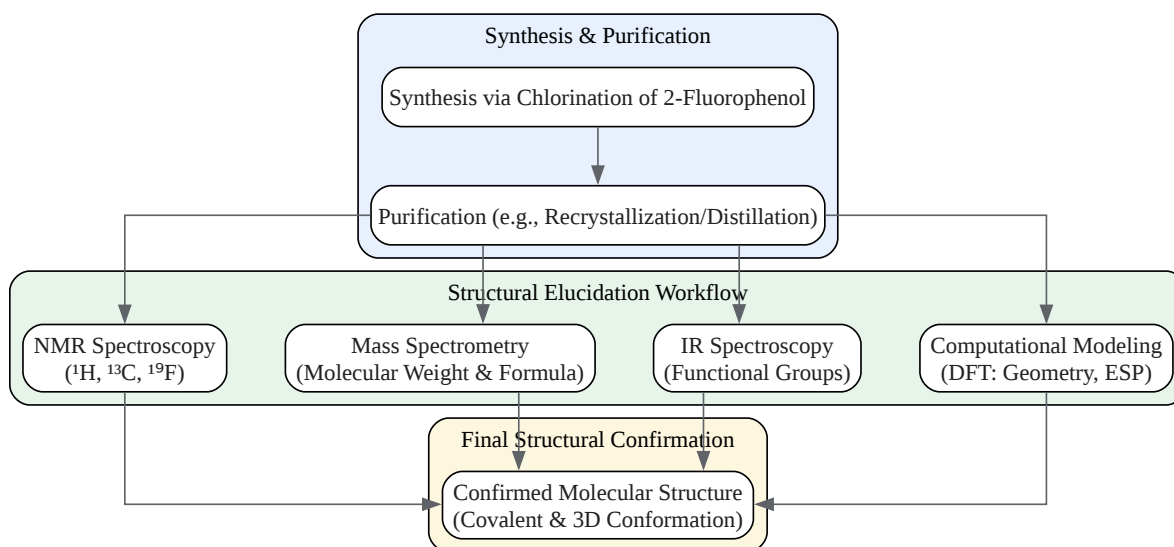 Synthesis & Purification
Synthesis via Chlorination of 2-Fluorophenol
Purification (e.g., Recrystallization/Distillation)
Structural Elucidation Workflow
NMR Spectroscopy
(¹H, ¹³C, ¹⁹F)
Mass Spectrometry
(Molecular Weight & Formula)
IR Spectroscopy
(Functional Groups)
Computational Modeling
(DFT: Geometry, ESP)
Final Structural Confirmation
Confirmed Molecular Structure
(Covalent & 3D Conformation)